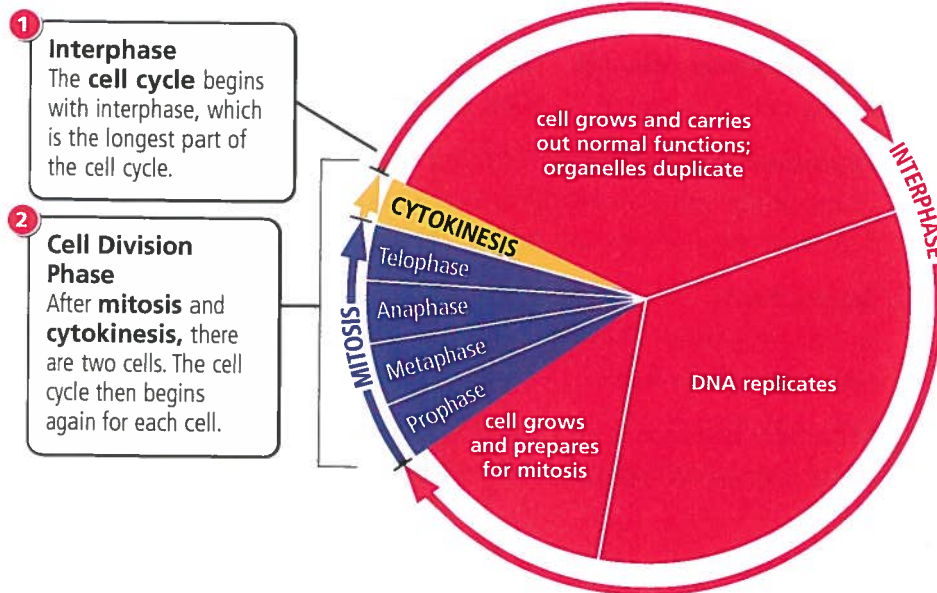 1
Interphase
The cell cycle begins
with interphase, which
is the longest part of
the cell cycle.
2
Cell Division
Phase
After mitosis and
cytokinesis, there
are two cells. The cell
cycle then begins
again for each cell.
cell grows and carries
out normal functions;
organelles duplicate
INTERPHASE
DNA replicates
cell grows
and prepares
for mitosis
MITOSIS
Prophase
Metaphase
Anaphase
Telophase
CYTOKINESIS